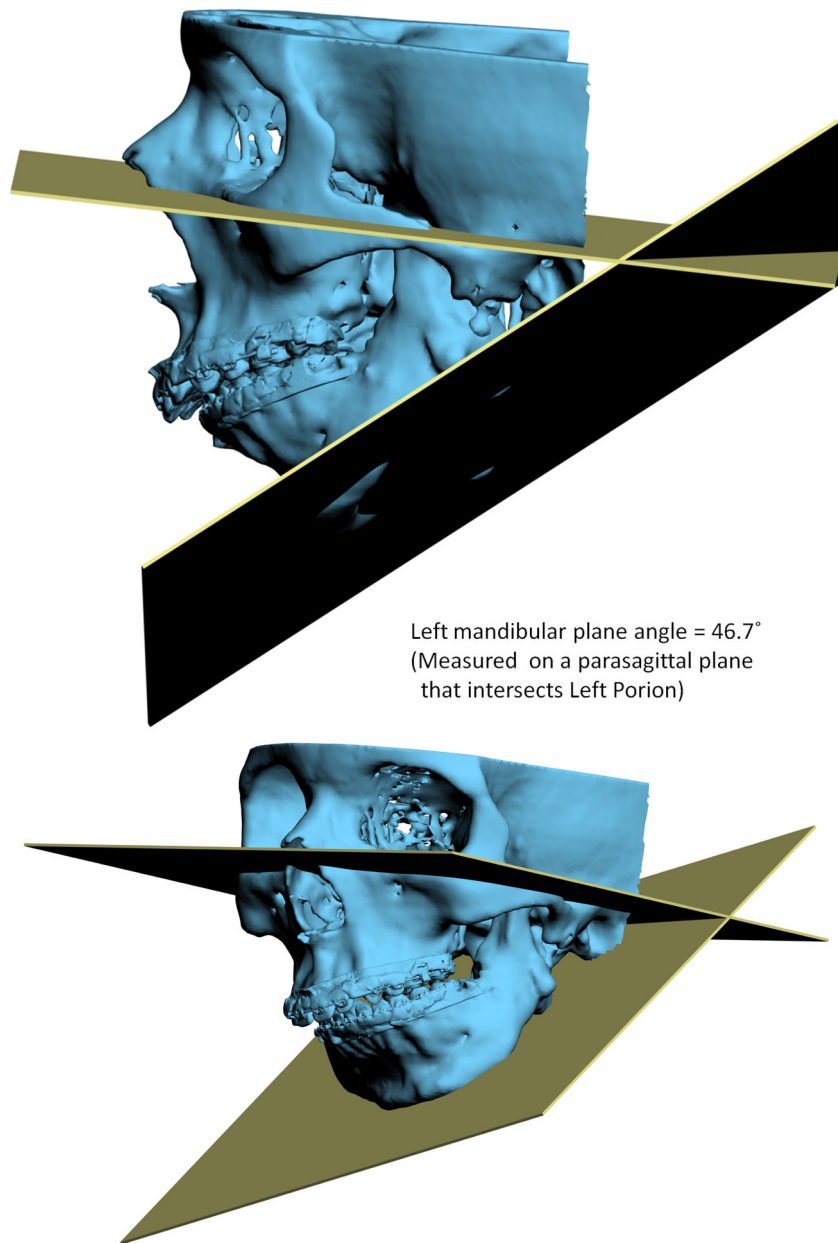 Left mandibular plane angle = 46.7˚
(Measured on a parasagittal plane
that intersects Left Porion)